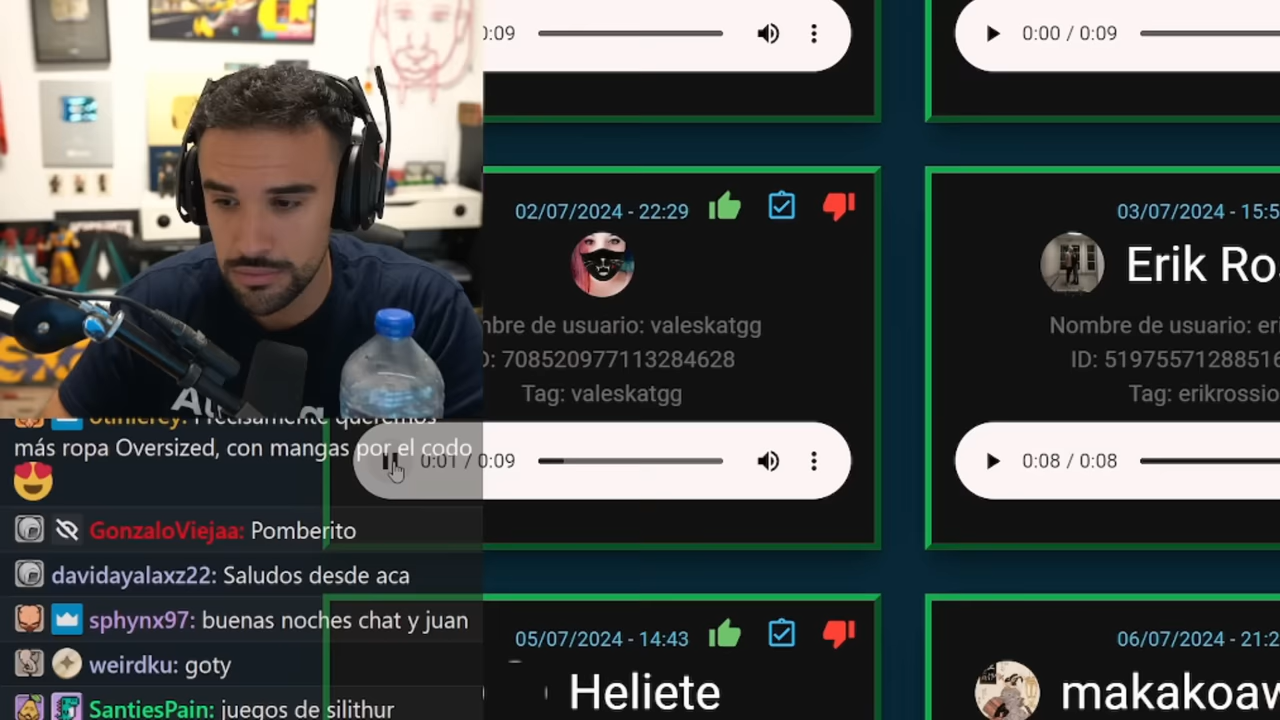 0:09
0:00 / 0:09
02/07/2024 - 22:29
03/07/2024 - 15:5
Erik Ro
mbre de usuario: valeskatgg
Nombre de usuario: er
D: 708520977113284628
ID: 51975571288516
Tag: valeskatgg
Tag: erikrossio
Precisamente queremos
más ropa Oversized, con mangas por el codo
0:01 / 0:09
0:08 / 0:08
GonzaloViejaa: Pomberito
davidayalaxz22: Saludos desde aca
sphynx97: buenas noches chat y juan
weirdku: goty
SantiesPain: juegos de silithur
05/07/2024 - 14:43
06/07/2024 - 21:2
Heliete
makakoaw